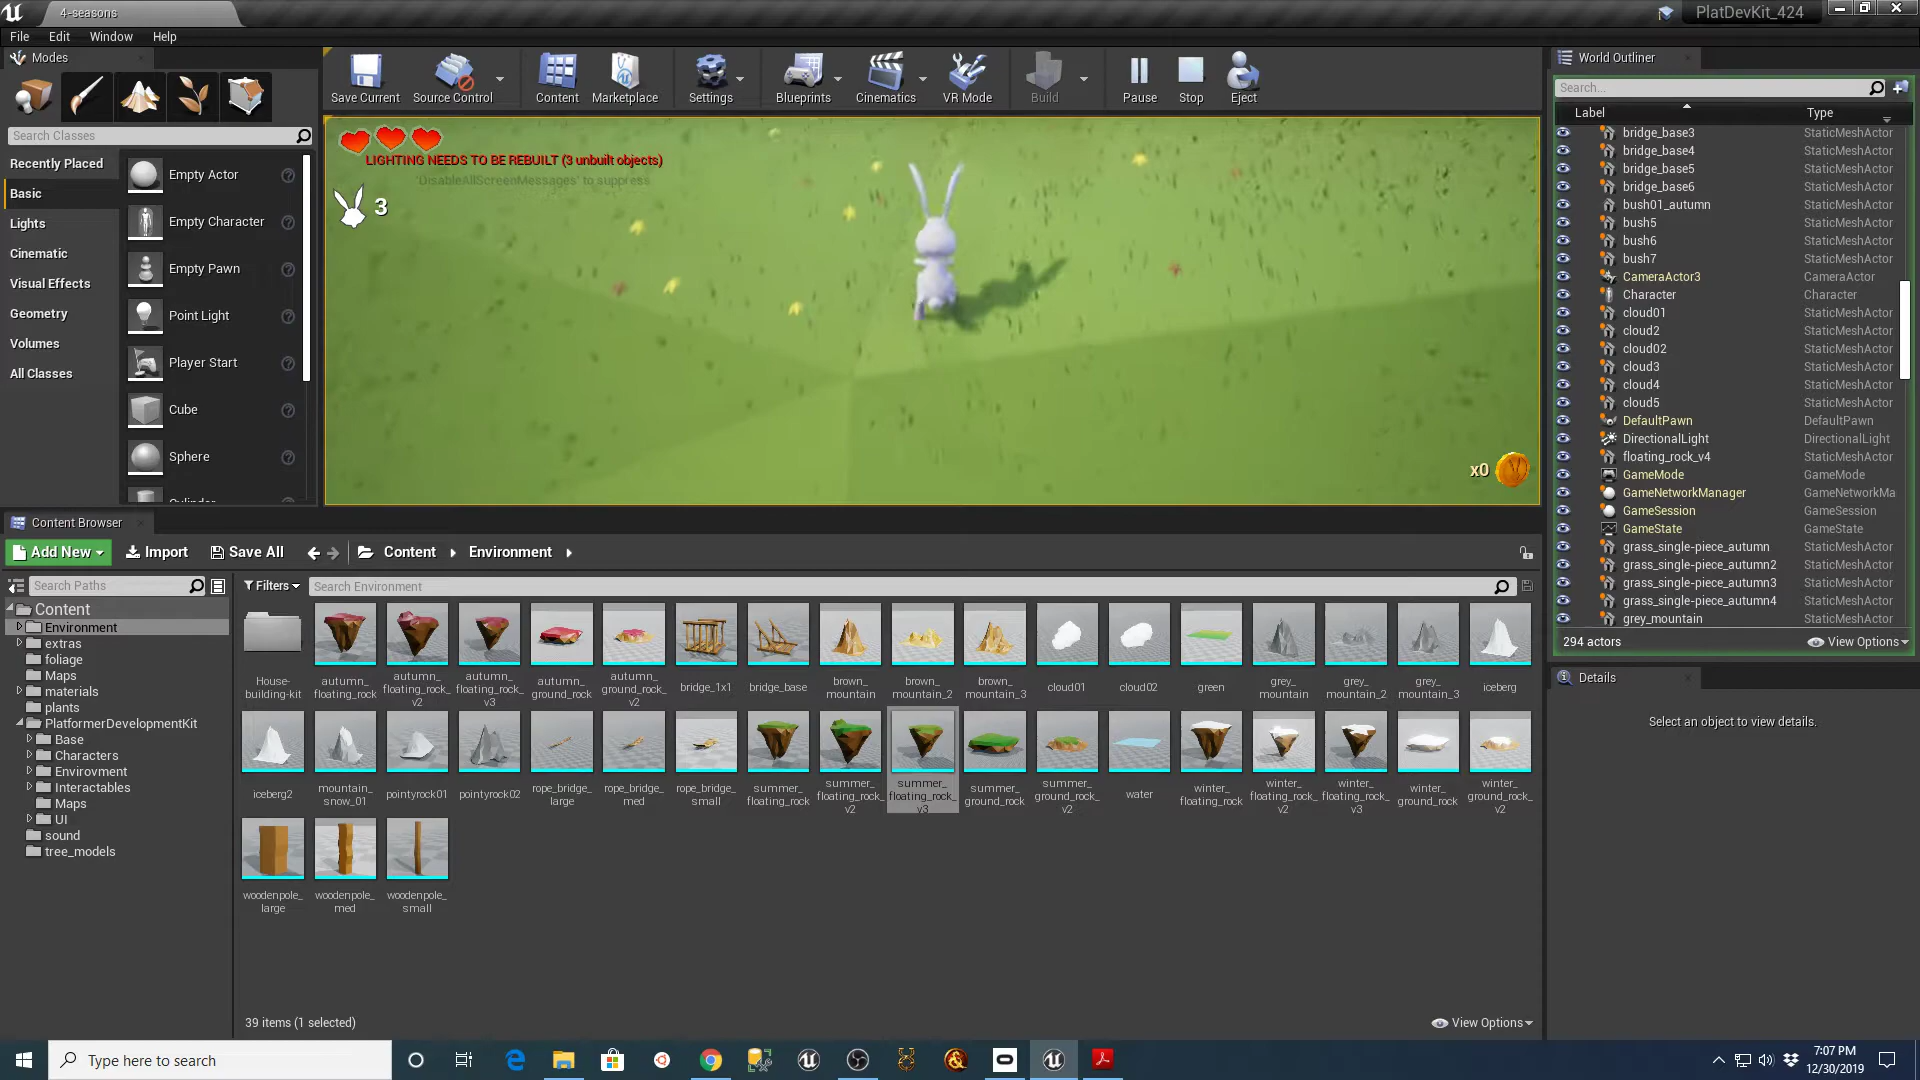 4-seasons
PlatDevKit_424
File Edit Window Help
Modes
Search Classes
Recently Placed
Basic
Lights
Cinematic
Visual Effects
Geometry
Volumes
All Classes
Empty Actor
Empty Character
Empty Pawn
Point Light
Player Start
Cube
Sphere
Save Current Source Control Content Marketplace Settings Blueprints Cinematics VR Mode Build Pause Stop Eject
LIGHTING NEEDS TO BE REBUILT (3 unbuilt objects)
'DisableAllScreenMessages' to suppress
3
x0
World Outliner
Search...
Label Type
bridge_base3 StaticMeshActor
bridge_base4 StaticMeshActor
bridge_base5 StaticMeshActor
bridge_base6 StaticMeshActor
bush01_autumn StaticMeshActor
bush5 StaticMeshActor
bush6 StaticMeshActor
bush7 StaticMeshActor
CameraActor3 CameraActor
Character Character
cloud01 StaticMeshActor
cloud2 StaticMeshActor
cloud02 StaticMeshActor
cloud3 StaticMeshActor
cloud4 StaticMeshActor
cloud5 StaticMeshActor
DefaultPawn DefaultPawn
DirectionalLight DirectionalLight
floating_rock_v4 StaticMeshActor
GameMode GameMode
GameNetworkManager GameNetworkMa
GameSession GameSession
GameState GameState
grass_single-piece_autumn StaticMeshActor
grass_single-piece_autumn2 StaticMeshActor
grass_single-piece_autumn3 StaticMeshActor
grass_single-piece_autumn4 StaticMeshActor
grey_mountain StaticMeshActor
294 actors View Options
Details
Select an object to view details.
Content Browser
Add New Import Save All Content Environment
Search Paths
Filters Search Environment
Content
Environment
extras
foliage
Maps
materials
plants
PlatformerDevelopmentKit
Base
Characters
Envirovment
Interactables
Maps
UI
sound
tree_models
House-
building-kit
autumn_
floating_rock
autumn_
floating_rock_
v2
autumn_
floating_rock_
v3
autumn_
ground_rock
autumn_
ground_rock_
v2
bridge_1x1
bridge_base
brown_
mountain
brown_
mountain_2
brown_
mountain_3
cloud01
cloud02
green
grey_
mountain
grey_
mountain_2
grey_
mountain_3
iceberg
iceberg2
mountain_
snow_01
pointyrock01
pointyrock02
rope_bridge_
large
rope_bridge_
med
rope_bridge_
small
summer_
floating_rock
summer_
floating_rock_
v2
summer_
floating_rock_
v3
summer_
ground_rock
summer_
ground_rock_
v2
water
winter_
floating_rock
winter_
floating_rock_
v2
winter_
floating_rock_
v3
winter_
ground_rock
winter_
ground_rock_
v2
woodenpole_
large
woodenpole_
med
woodenpole_
small
39 items (1 selected)
View Options
Type here to search
7:07 PM
12/30/2019